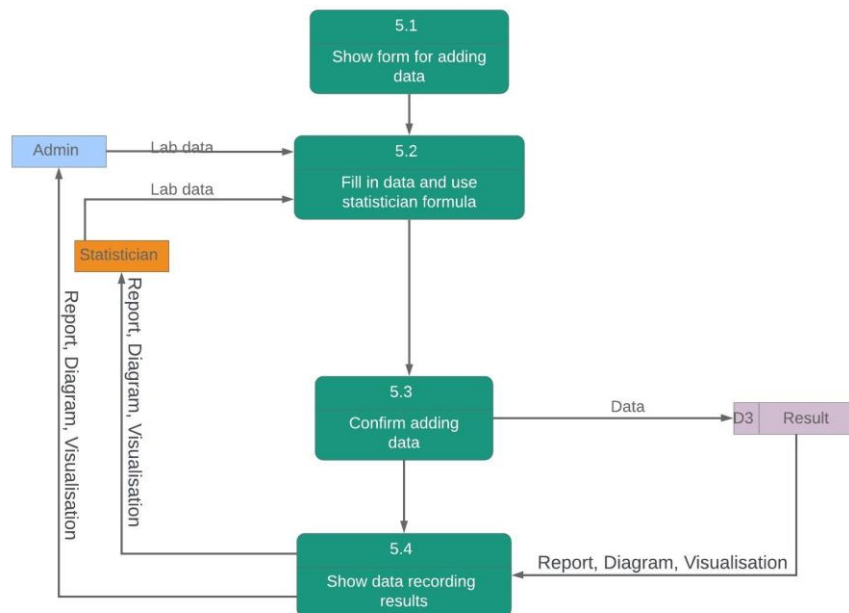 5.1
Show form for adding
data
Admin
Lab data
5.2
Fill in data and use
statistician formula
Lab data
Statistician
Report, Diagram, Visualisation
Report, Diagram, Visualisation
5.3
Confirm adding
data
Data
D3
Result
5.4
Show data recording
results
Report, Diagram, Visualisation